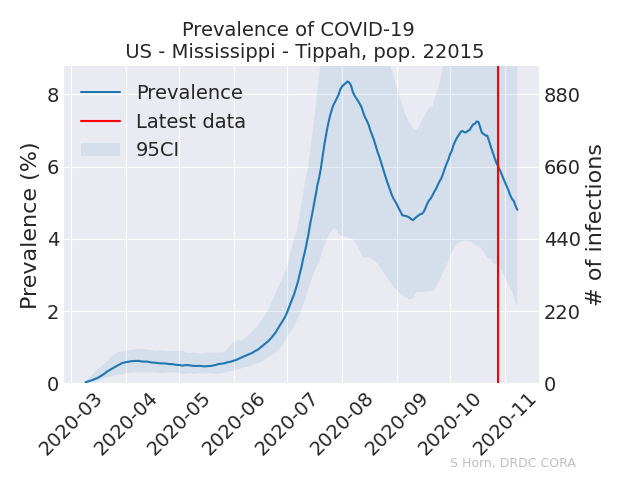 Prevalence of COVID-19
US - Mississippi - Tippah, pop. 22015
Prevalence
Latest data
95CI
Prevalence (%)
8
6
4
2
0
880
660
440
220
0
# of infections
2020-03
2020-04
2020-05
2020-06
2020-07
2020-08
2020-09
2020-10
2020-11
S Horn, DRDC CORA